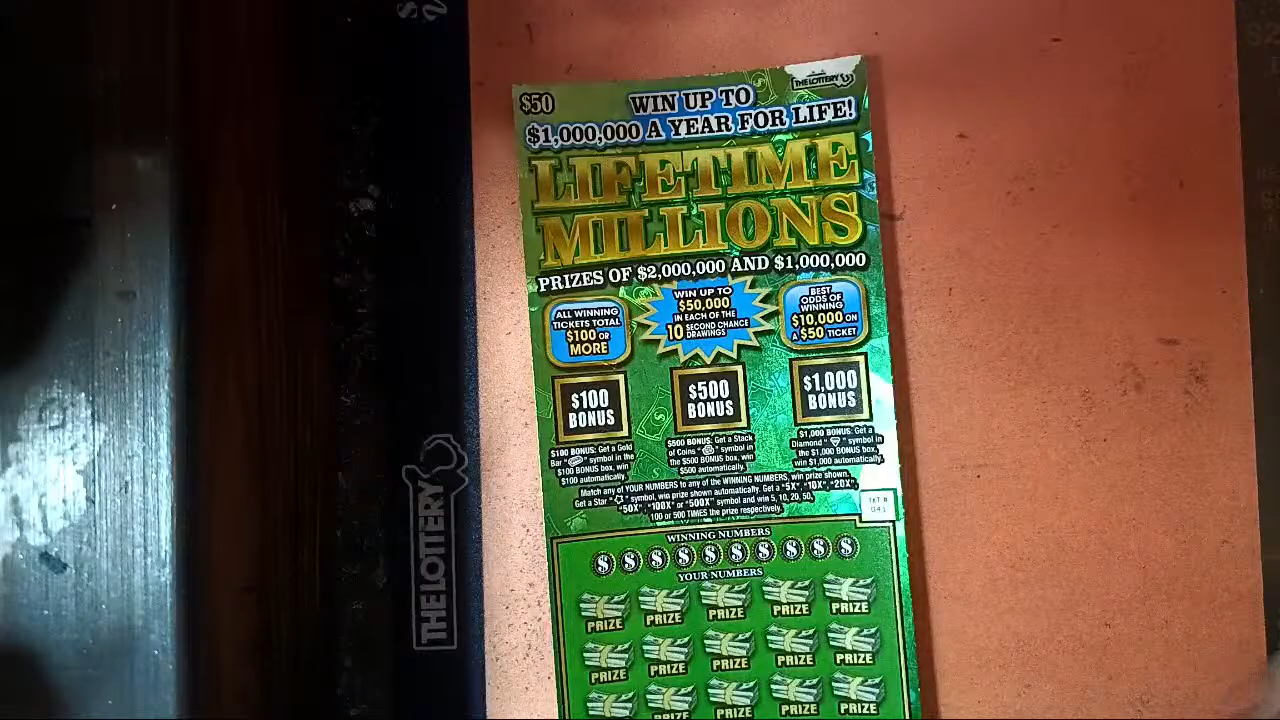 $50
THE LOTTERY
WIN UP TO
$1,000,000 A YEAR FOR LIFE!
LIFETIME
MILLIONS
PRIZES OF $2,000,000 AND $1,000,000
ALL WINNING
TICKETS TOTAL
$100 OR
MORE
WIN UP TO
$50,000
IN EACH OF THE
10 SECOND CHANCE
DRAWINGS
BEST
ODDS OF
WINNING
$10,000 ON
A $50 TICKET
$100
BONUS
$500
BONUS
$1,000
BONUS
$100 BONUS: Get a Gold
Bar " " symbol in the
$100 BONUS box, win
$100 automatically.
$500 BONUS: Get a Stack
of Coins " " symbol in
the $500 BONUS box, win
$500 automatically.
$1,000 BONUS: Get a
Diamond " " symbol in
the $1,000 BONUS box,
win $1,000 automatically.
Match any of YOUR NUMBERS to any of the WINNING NUMBERS, win prize shown.
Get a Star " " symbol, win prize shown automatically. Get a "5X", "10X", "20X",
"50X", "100X" or "500X" symbol and win 5, 10, 20, 50,
100 or 500 TIMES the prize respectively.
TKT #
041
WINNING NUMBERS
$ $ $ $ $ $ $ $ $ $
YOUR NUMBERS
PRIZE PRIZE PRIZE PRIZE PRIZE
PRIZE PRIZE PRIZE PRIZE PRIZE
PRIZE PRIZE PRIZE PRIZE PRIZE
THE LOTTERY